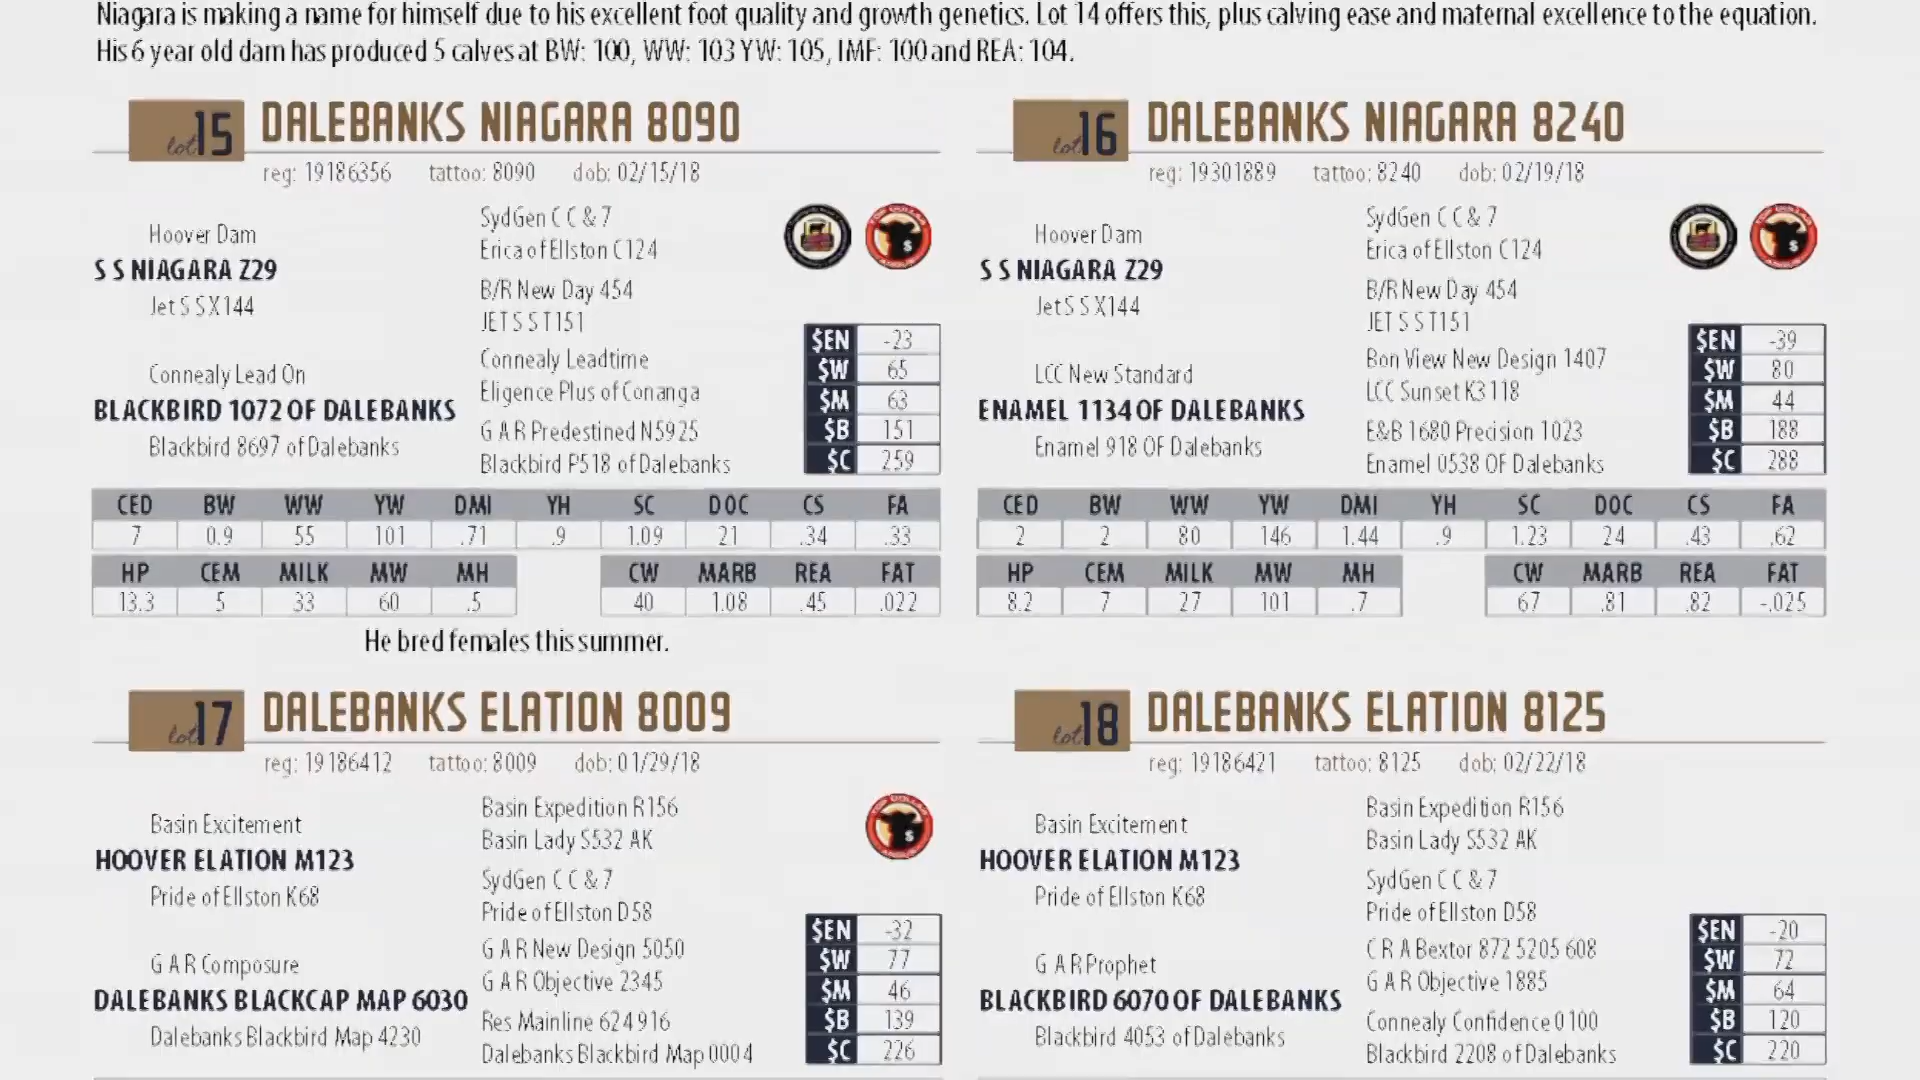 Niagara is making a name for himself due to his excellent foot quality and growth genetics. Lot 14 offers this, plus calving ease and maternal excellence to the equation.
His 6 year old dam has produced 5 calves at BW: 100, WW: 103 YW: 105, IMF: 100 and REA: 104.
lot 15 DALEBANKS NIAGARA 8090
reg: 19186356 tattoo: 8090 dob: 02/15/18
SydGen C C & 7
Hoover Dam
Erica of Ellston C124
S S NIAGARA Z29
B/R New Day 454
Jet S S X144
JET S S T151
$EN -23
Connealy Leadtime
$W 65
Connealy Lead On
Eligence Plus of Conanga
$M 63
BLACKBIRD 1072 OF DALEBANKS
G A R Predestined N5925
$B 151
Blackbird 8697 of Dalebanks
Blackbird P518 of Dalebanks
$C 259
CED BW WW YW DMI YH SC DOC CS FA
7 0.9 55 101 .71 .9 1.09 21 .34 .33
HP CEM MILK MW MH CW MARB REA FAT
13.3 5 33 60 .5 40 1.08 .45 .022
He bred females this summer.
lot 16 DALEBANKS NIAGARA 8240
reg: 19301889 tattoo: 8240 dob: 02/19/18
SydGen C C & 7
Hoover Dam
Erica of Ellston C124
S S NIAGARA Z29
B/R New Day 454
Jet S S X144
JET S S T151
$EN -39
Bon View New Design 1407
$W 80
LCC New Standard
LCC Sunset K3118
$M 44
ENAMEL 1134 OF DALEBANKS
E&B 1680 Precision 1023
$B 188
Enamel 918 OF Dalebanks
Enamel 0538 OF Dalebanks
$C 288
CED BW WW YW DMI YH SC DOC CS FA
2 2 80 146 1.44 .9 1.23 24 .43 .62
HP CEM MILK MW MH CW MARB REA FAT
8.2 7 27 101 .7 67 .81 .82 -.025
lot 17 DALEBANKS ELATION 8009
reg: 19186412 tattoo: 8009 dob: 01/29/18
Basin Expedition R156
Basin Excitement
Basin Lady S532 AK
HOOVER ELATION M123
SydGen C C & 7
Pride of Ellston K68
Pride of Ellston D58
$EN -32
G A R New Design 5050
$W 77
G A R Composure
G A R Objective 2345
$M 46
DALEBANKS BLACKCAP MAP 6030
Res Mainline 624 916
$B 139
Dalebanks Blackbird Map 4230
Dalebanks Blackbird Map 0004
$C 226
lot 18 DALEBANKS ELATION 8125
reg: 19186421 tattoo: 8125 dob: 02/22/18
Basin Expedition R156
Basin Excitement
Basin Lady S532 AK
HOOVER ELATION M123
SydGen C C & 7
Pride of Ellston K68
Pride of Ellston D58
$EN -20
C R A Bextor 872 5205 608
$W 72
G A R Prophet
G A R Objective 1885
$M 64
BLACKBIRD 6070 OF DALEBANKS
Connealy Confidence 0100
$B 120
Blackbird 4053 of Dalebanks
Blackbird 2208 of Dalebanks
$C 220